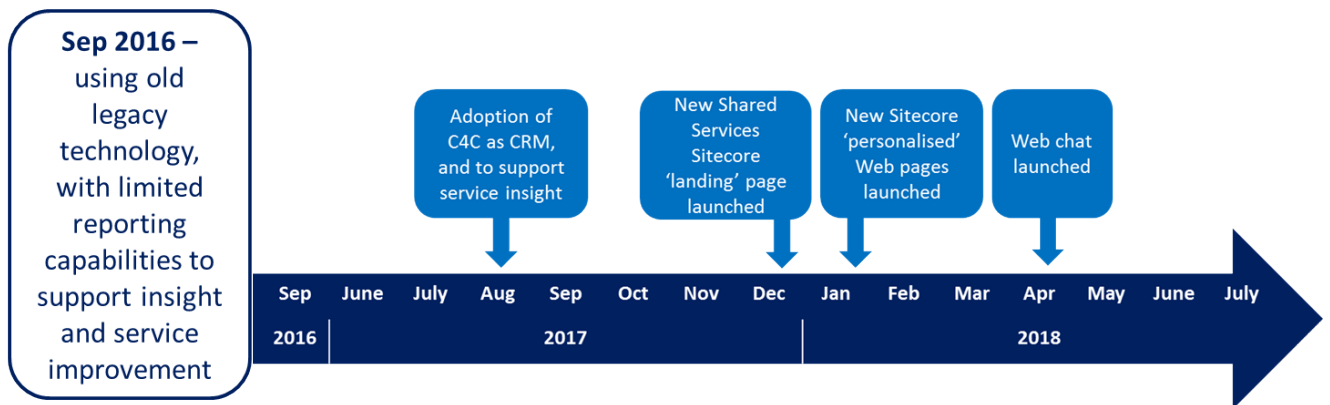 Sep 2016 –
using old
legacy
technology,
with limited
reporting
capabilities to
support insight
and service
improvement
Adoption of
C4C as CRM,
and to support
service insight
New Shared
Services
Sitecore
‘landing’ page
launched
New Sitecore
‘personalised’
Web pages
launched
Web chat
launched
Sep June July Aug Sep Oct Nov Dec Jan Feb Mar Apr May June July
2016 2017 2018